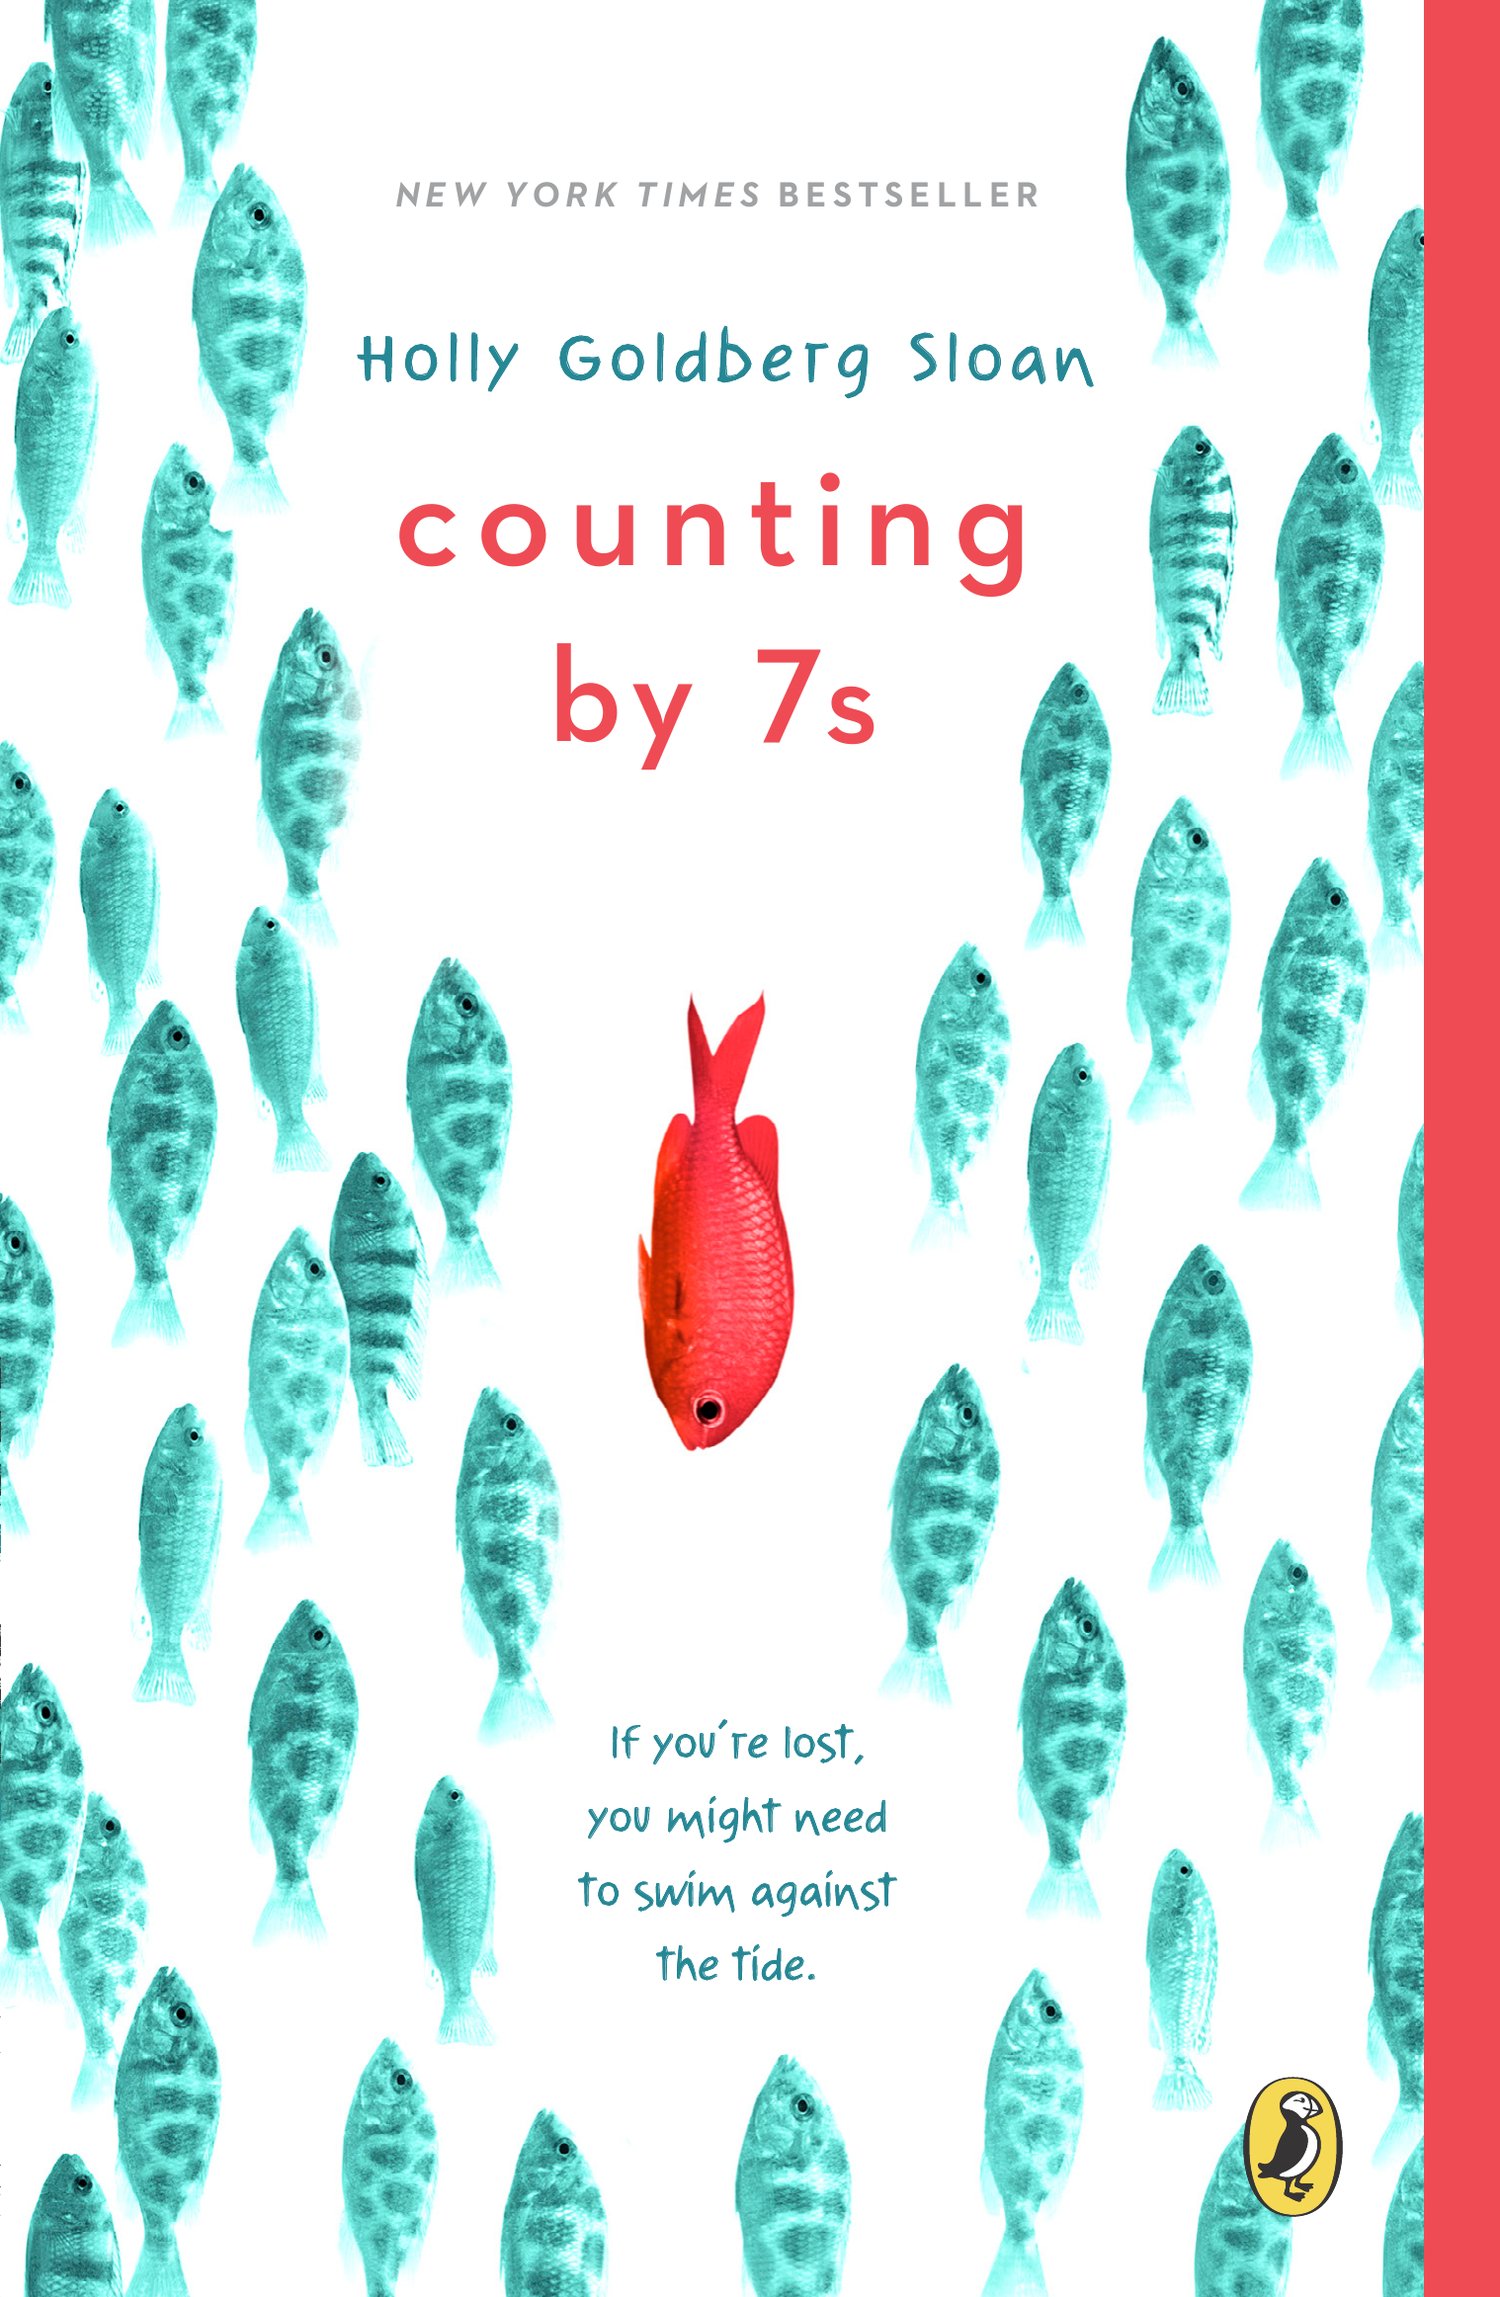 NEW YORK TIMES BESTSELLER
Holly Goldberg Sloan
counting
by 7s
If you're lost,
you might need
to swim against
the tide.